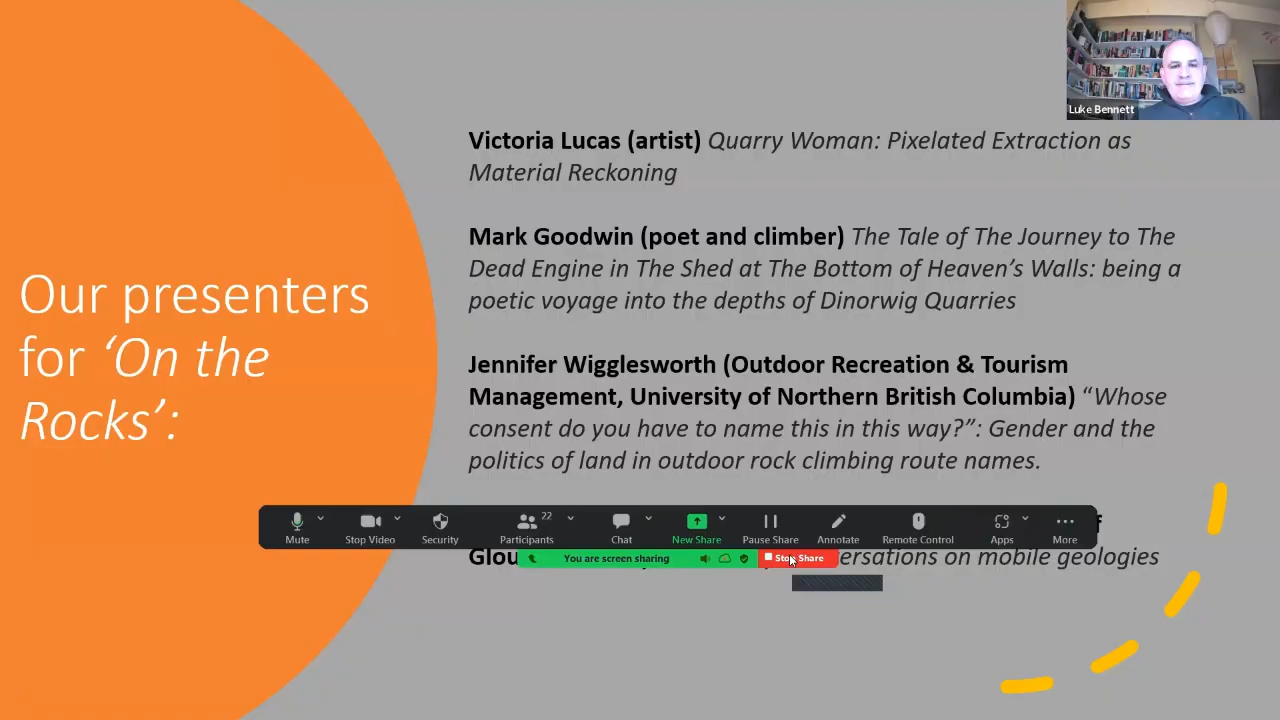 Luke Bennett
Our presenters
for ‘On the
Rocks’:
Victoria Lucas (artist) Quarry Woman: Pixelated Extraction as
Material Reckoning
Mark Goodwin (poet and climber) The Tale of The Journey to The
Dead Engine in The Shed at The Bottom of Heaven’s Walls: being a
poetic voyage into the depths of Dinorwig Quarries
Jennifer Wigglesworth (Outdoor Recreation & Tourism
Management, University of Northern British Columbia) “Whose
consent do you have to name this in this way?”: Gender and the
politics of land in outdoor rock climbing route names.
22
Mute Stop Video Security Participants Chat New Share Pause Share Annotate Remote Control Apps More
You are screen sharing Stop Share
on mobile geologies